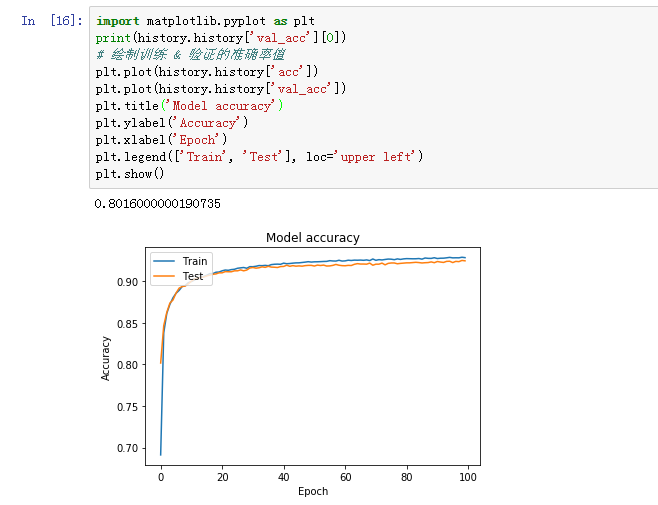 In [16]: import matplotlib.pyplot as plt
print(history.history['val_acc'][0])
# 绘制训练 & 验证的准确率值
plt.plot(history.history['acc'])
plt.plot(history.history['val_acc'])
plt.title('Model accuracy')
plt.ylabel('Accuracy')
plt.xlabel('Epoch')
plt.legend(['Train', 'Test'], loc='upper left')
plt.show()
0.8016000000190735
Model accuracy
Train
Test
0.90
0.85
0.80
0.75
0.70
Accuracy
0 20 40 60 80 100
Epoch